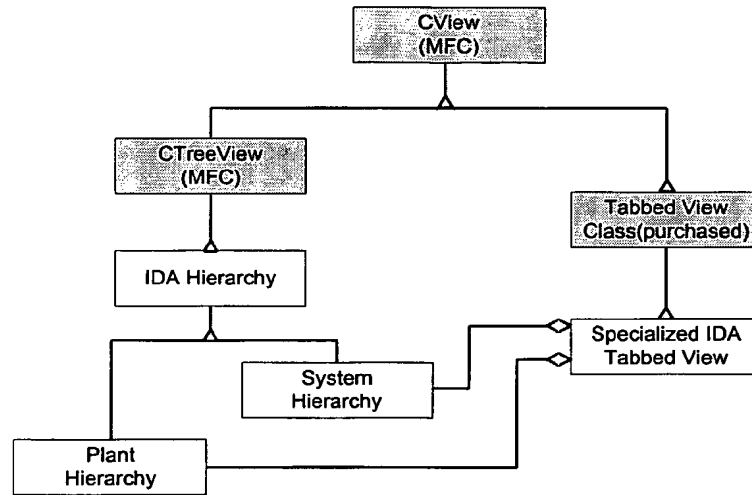 CView
(MFC)
CTreeView
(MFC)
Tabbed View
Class(purchased)
IDA Hierarchy
Specialized IDA
Tabbed View
System
Hierarchy
Plant
Hierarchy